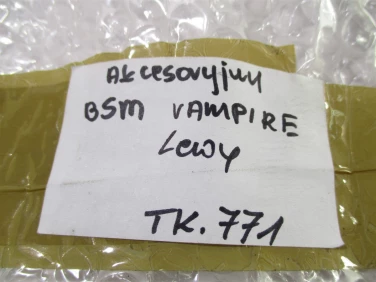 Akcesoryjny
BSM VAMPIRE
Lewy
TK.771